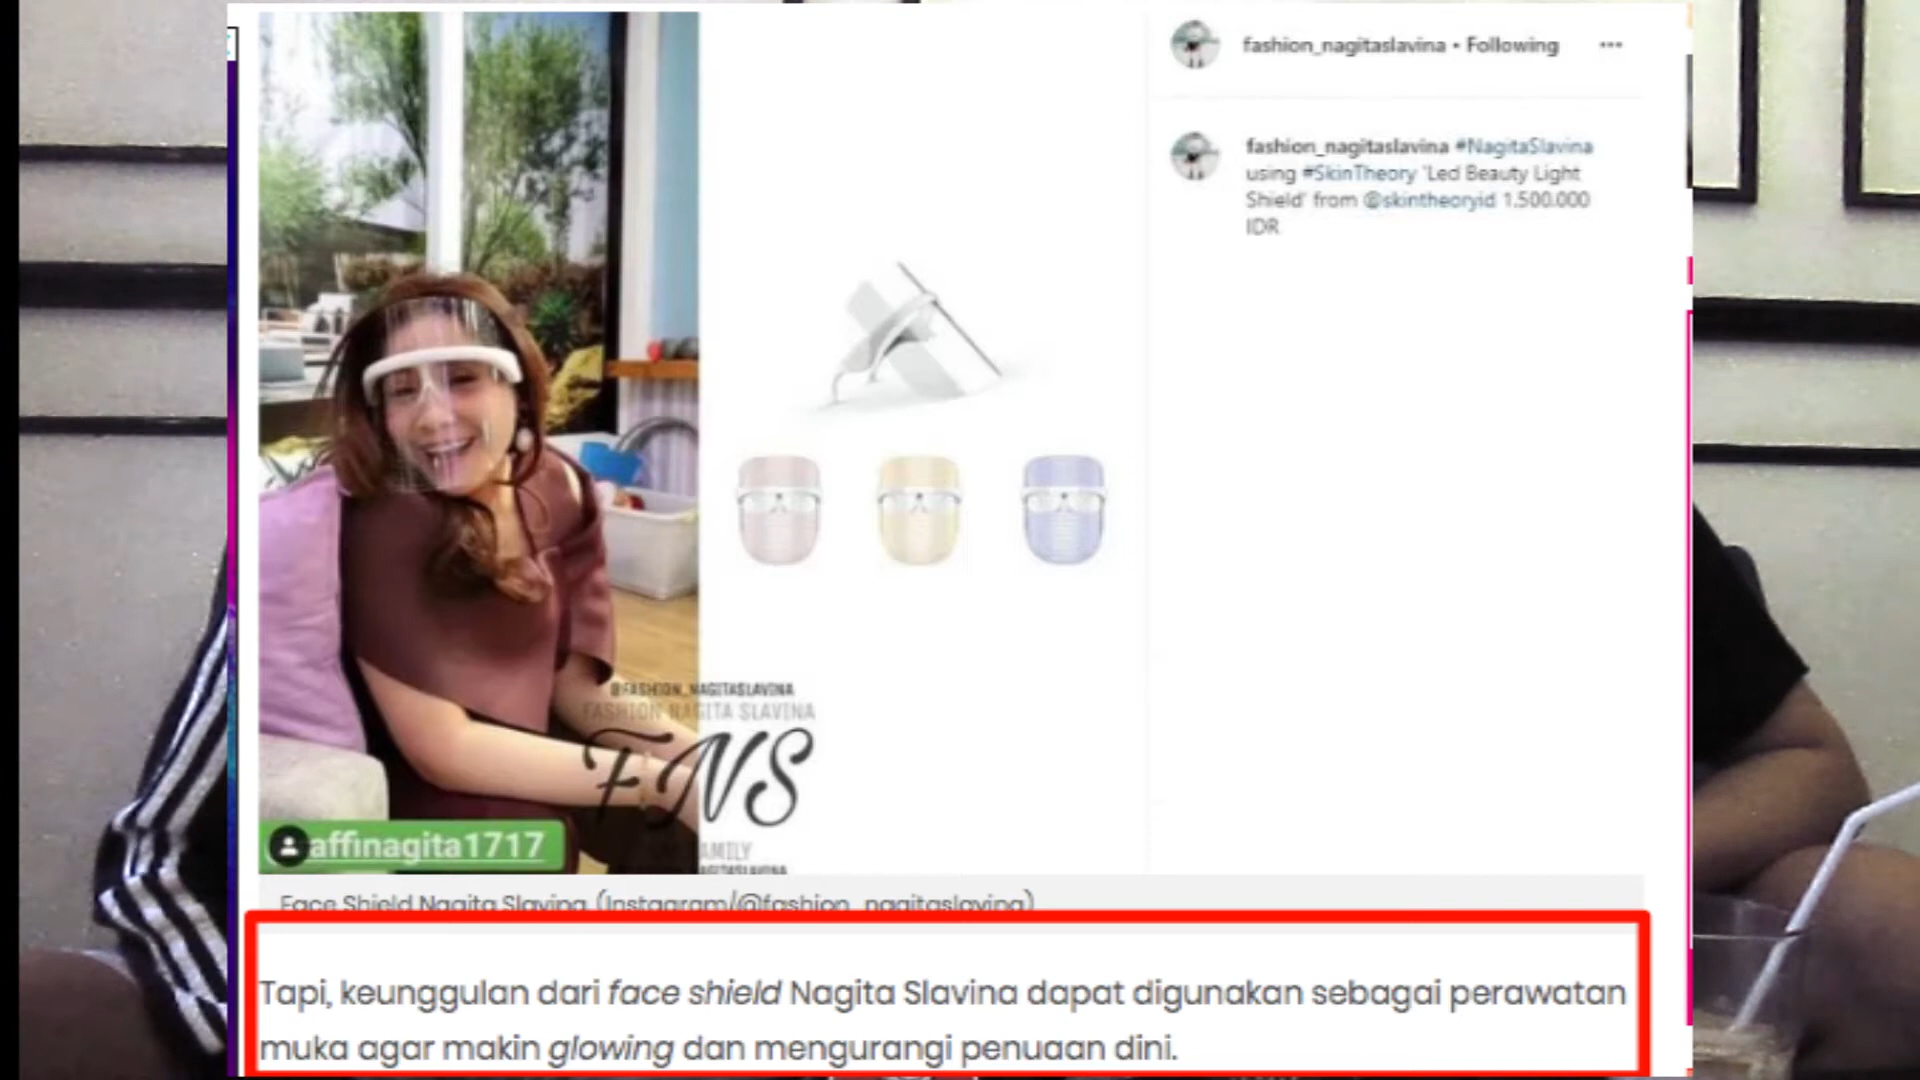 fashion_nagitaslavina • Following
fashion_nagitaslavina #NagitaSlavina
using #SkinTheory 'Led Beauty Light
Shield' from @skintheoryid 1.500.000
IDR
@FASHION_NAGITASLAVINA
FASHION NAGITA SLAVINA
FNS
affinagita1717
Face Shield Nagita Slavina (Instagram/@fashion_nagitaslavina)
Tapi, keunggulan dari face shield Nagita Slavina dapat digunakan sebagai perawatan
muka agar makin glowing dan mengurangi penuaan dini.